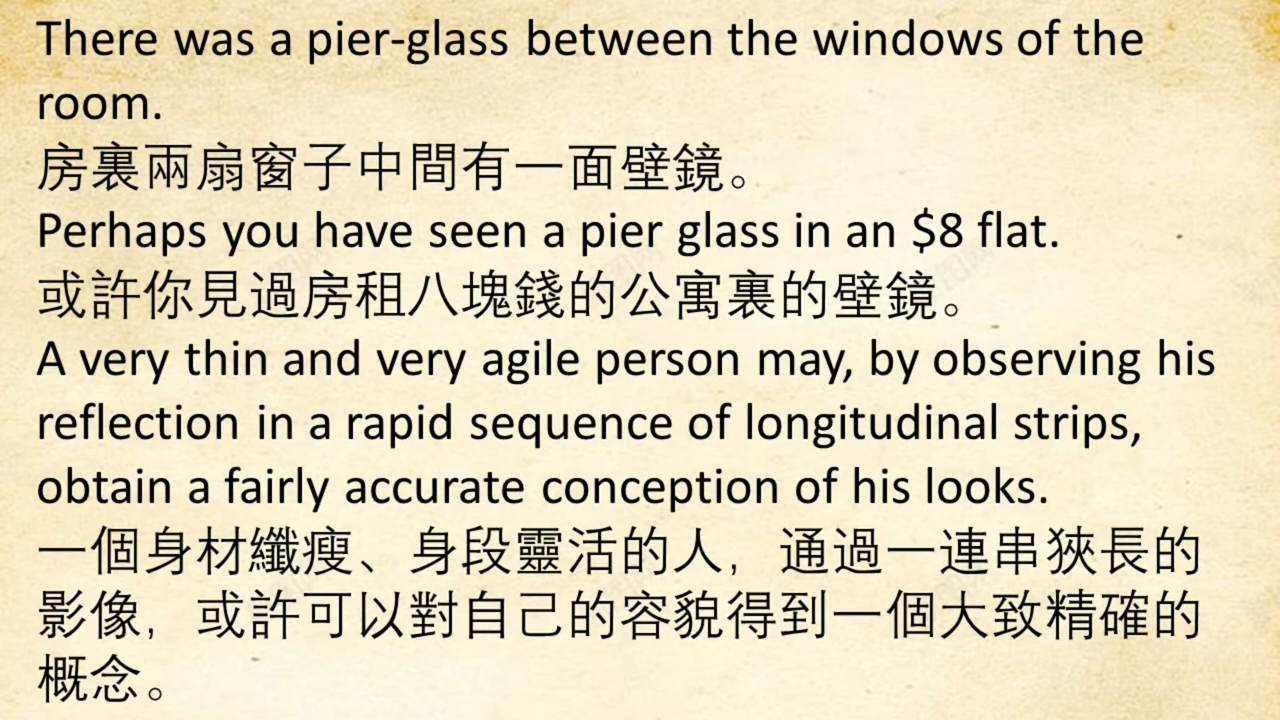 There was a pier-glass between the windows of the
room.
房裏兩扇窗子中間有一面壁鏡。
Perhaps you have seen a pier glass in an $8 flat.
或許你見過房租八塊錢的公寓裏的壁鏡。
A very thin and very agile person may, by observing his
reflection in a rapid sequence of longitudinal strips,
obtain a fairly accurate conception of his looks.
一個身材纖瘦、身段靈活的人，通過一連串狹長的
影像，或許可以對自己的容貌得到一個大致精確的
概念。